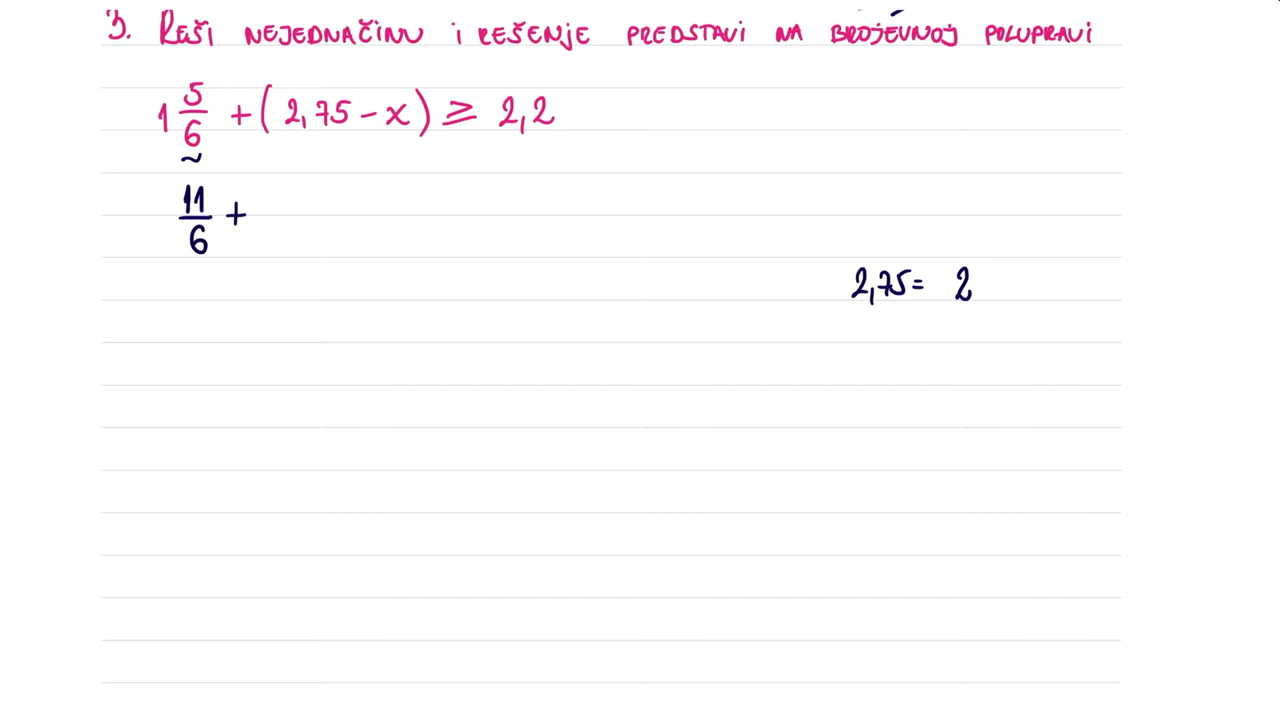 3. REŠI NEJEDNAČINU I REŠENJE PREDSTAVI NA BROJEVNOJ POLUPRAVI
1 5/6 + (2,75 - x) ≥ 2,2
~
11/6 +
2,75 = 2